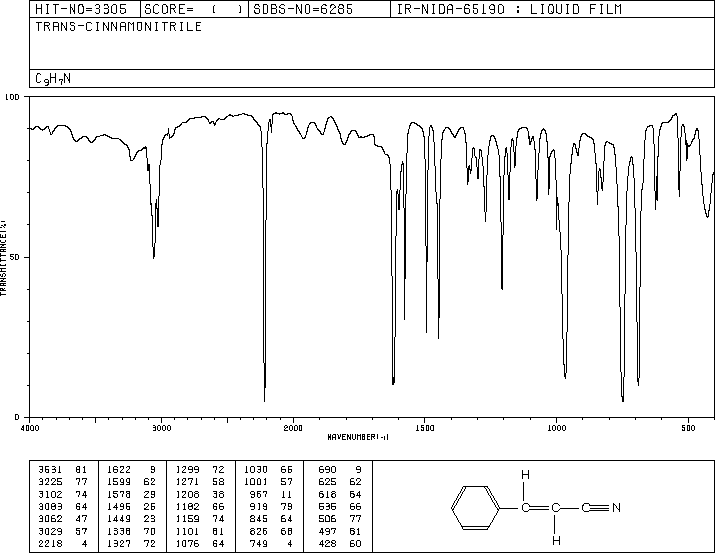 HIT-NO=3305 SCORE= ( ) SDBS-NO=6285 IR-NIDA-65190 : LIQUID FILM
TRANS-CINNAMONITRILE
C9H7N
100
50
0
TRANSMITTANCE(%)
4000 3000 2000 1500 1000 500
WAVENUMBER(-1)
3631 81 1622 9 1299 72 1030 66 690 9
3225 77 1599 62 1271 58 1001 57 625 62
3102 74 1578 29 1208 38 967 11 618 64
3083 64 1496 26 1182 66 919 79 535 66
3062 47 1449 23 1159 74 845 64 506 77
3029 57 1338 70 1101 81 826 68 497 81
2218 4 1327 72 1076 64 749 4 428 60
H
C C C N
H